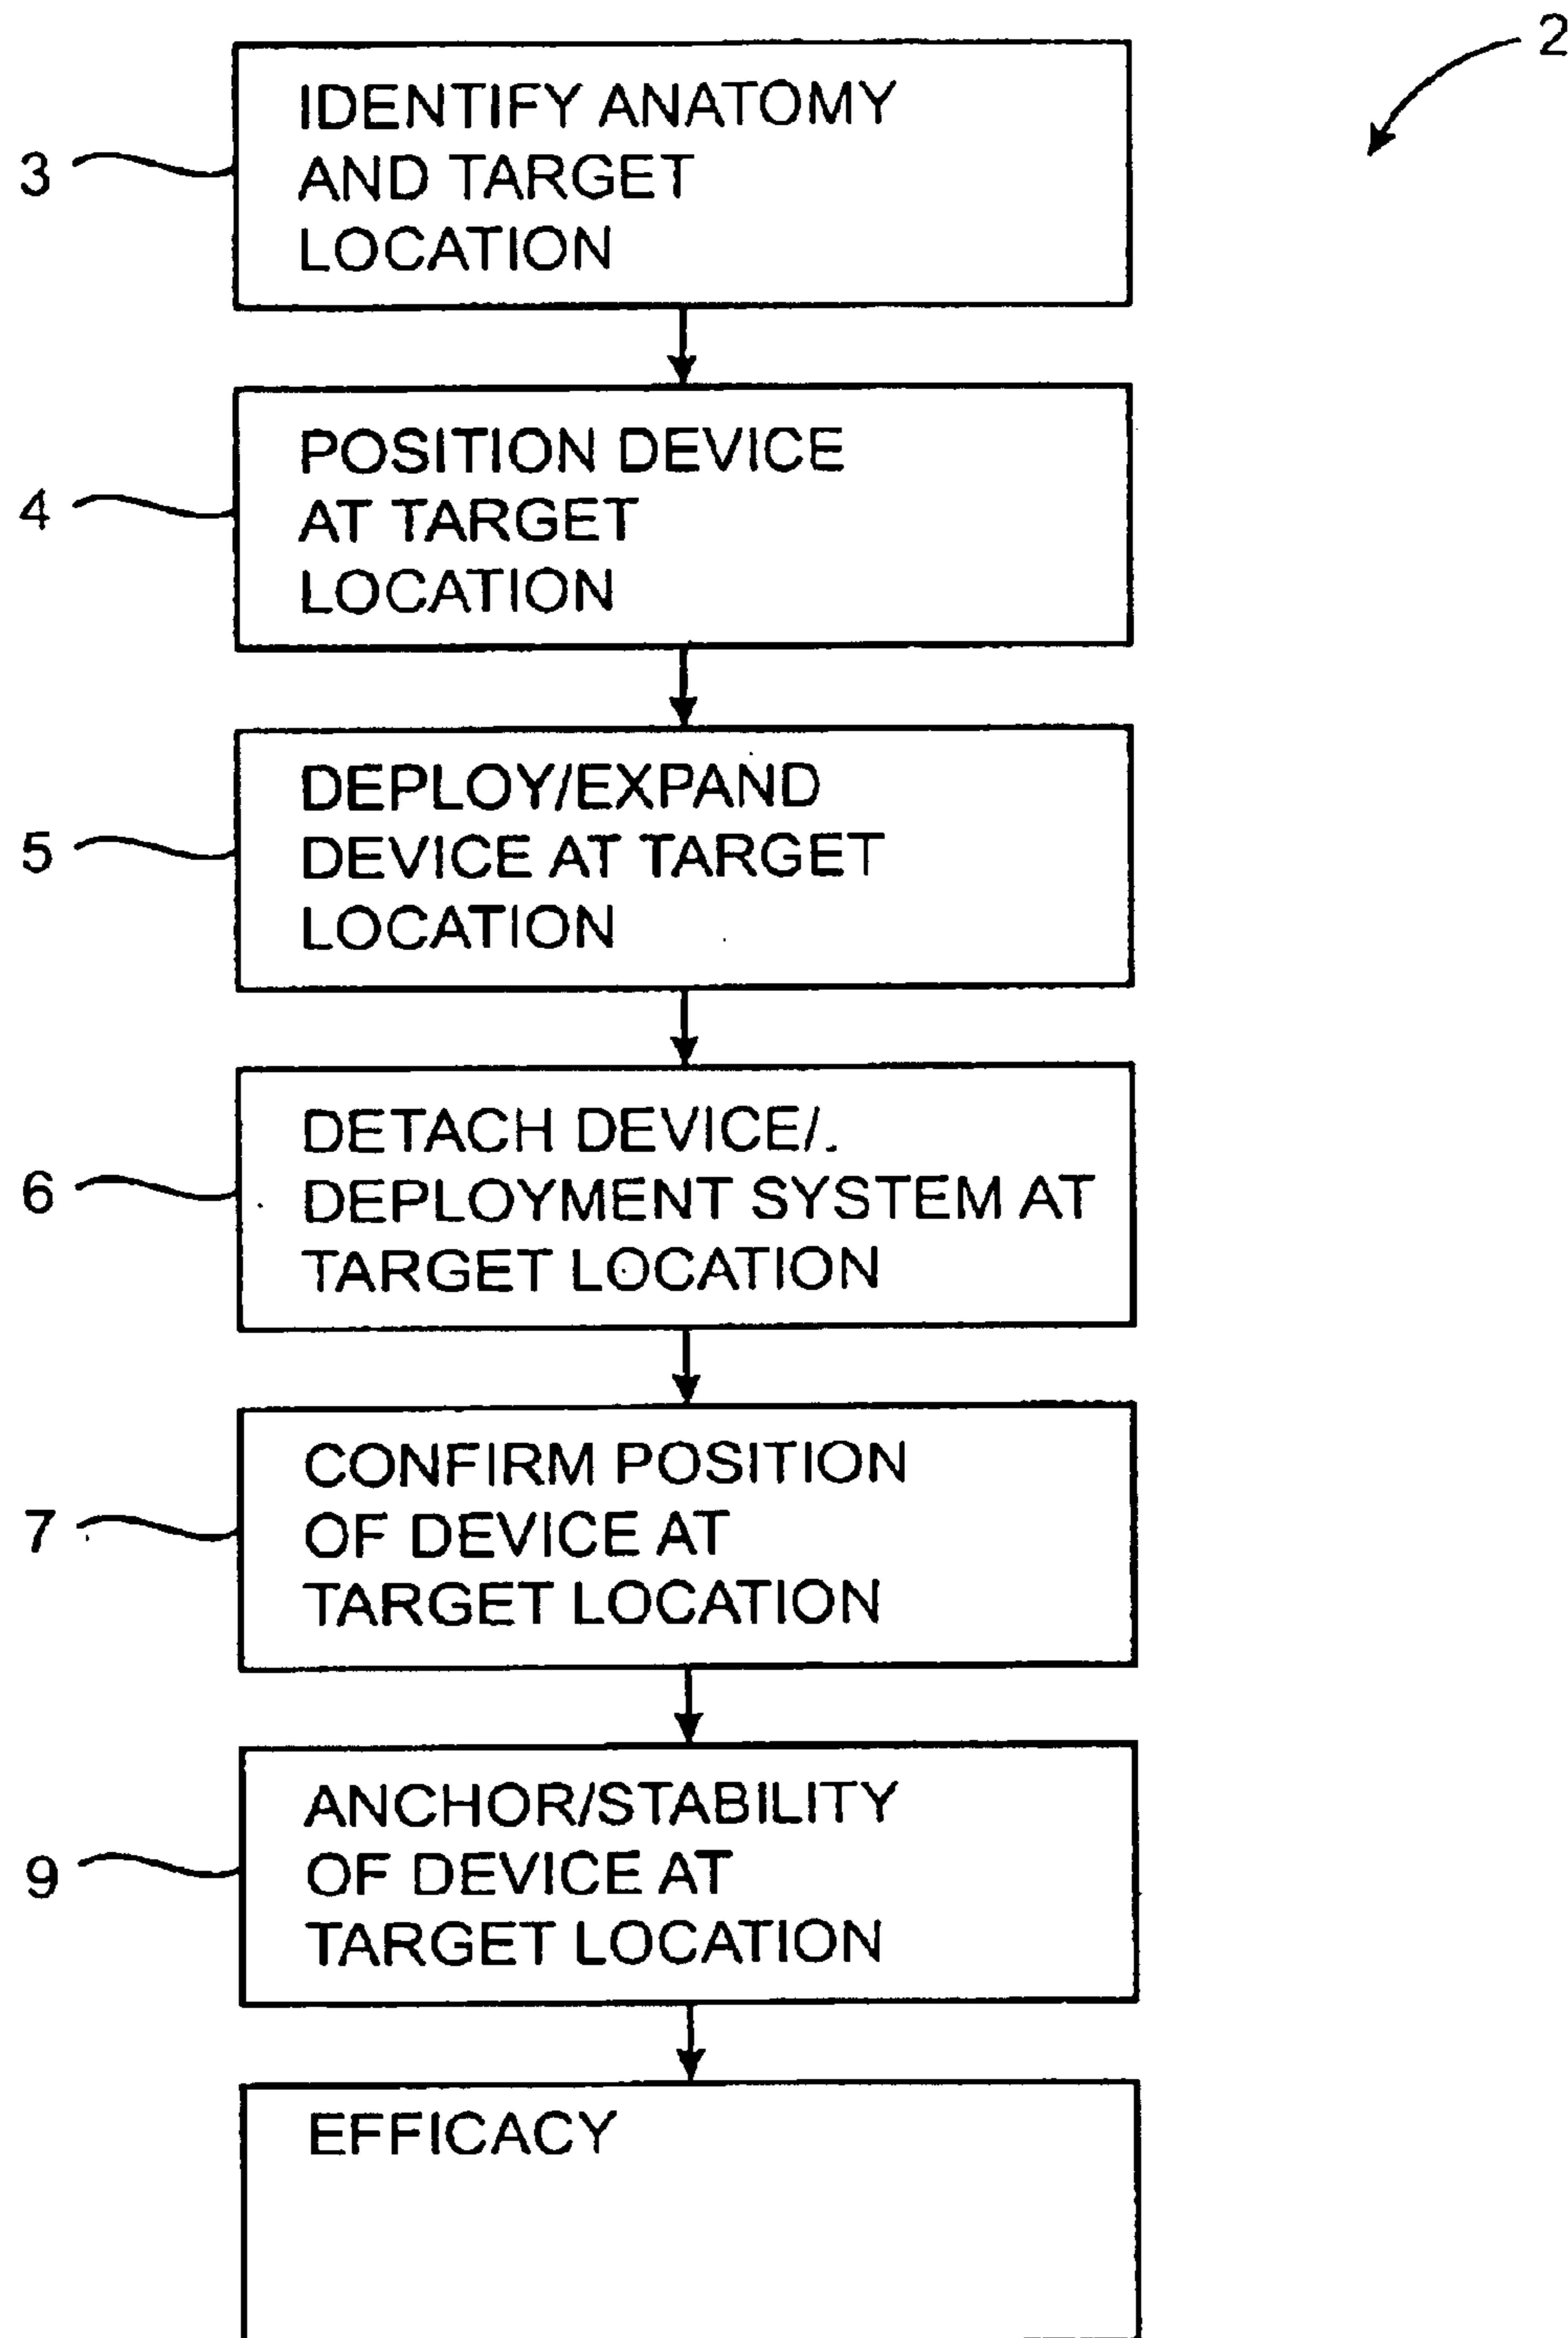 2
IDENTIFY ANATOMY
AND TARGET
LOCATION
3
POSITION DEVICE
AT TARGET
LOCATION
4
DEPLOY/EXPAND
DEVICE AT TARGET
LOCATION
5
DETACH DEVICE/
DEPLOYMENT SYSTEM AT
TARGET LOCATION
6
CONFIRM POSITION
OF DEVICE AT
TARGET LOCATION
7
ANCHOR/STABILITY
OF DEVICE AT
TARGET LOCATION
9
EFFICACY